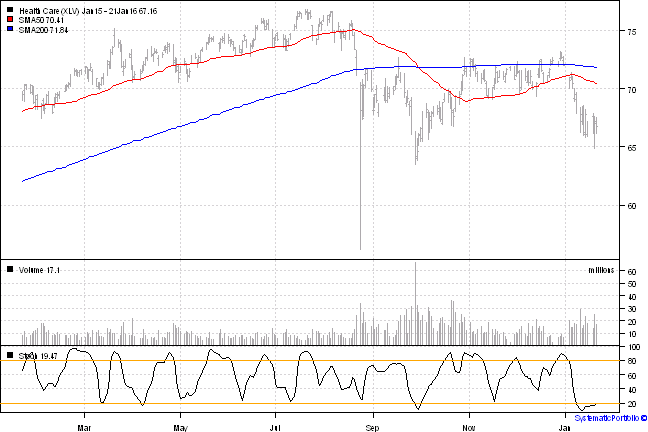 Health Care (XLV) Jan 15 - 21Jan16 67.16
SMA50 70.41
SMA200 71.84
75
70
65
60
Volume 17.1
millions
60
50
40
30
20
10
Stoch 19.47
100
80
60
40
20
Mar May Jul Sep Nov Jan
SystematicPortfolio ©